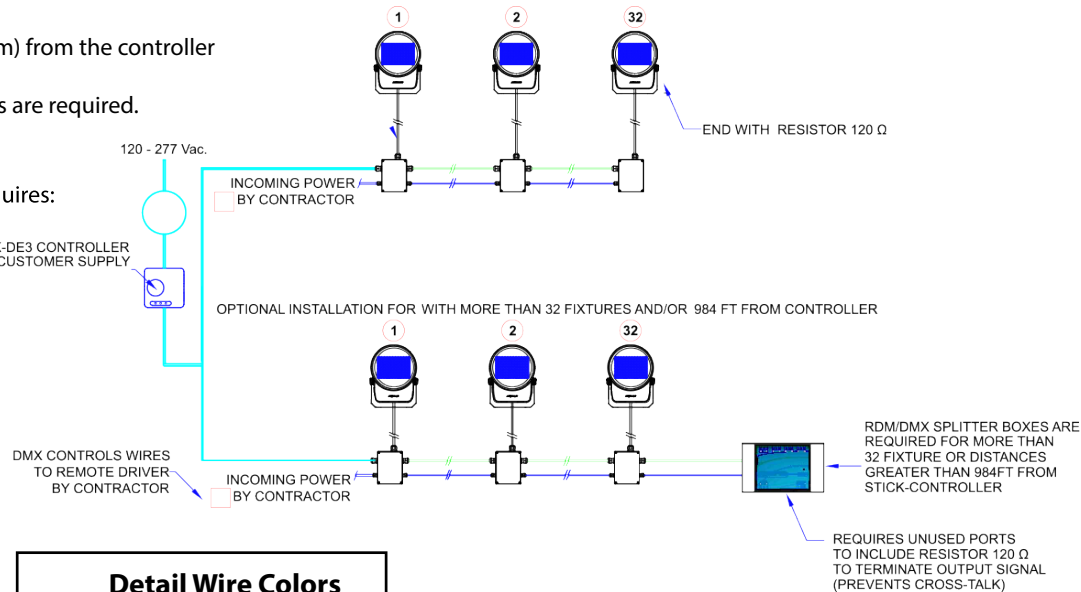 m) from the controller
s are required.
uires:
1
2
32
END WITH RESISTOR 120 Ω
120 - 277 Vac.
INCOMING POWER
BY CONTRACTOR
-DE3 CONTROLLER
CUSTOMER SUPPLY
OPTIONAL INSTALLATION FOR WITH MORE THAN 32 FIXTURES AND/OR 984 FT FROM CONTROLLER
1
2
32
DMX CONTROLS WIRES
TO REMOTE DRIVER
BY CONTRACTOR
INCOMING POWER
BY CONTRACTOR
RDM/DMX SPLITTER BOXES ARE
REQUIRED FOR MORE THAN
32 FIXTURE OR DISTANCES
GREATER THAN 984FT FROM
STICK-CONTROLLER
REQUIRES UNUSED PORTS
TO INCLUDE RESISTOR 120 Ω
TO TERMINATE OUTPUT SIGNAL
(PREVENTS CROSS-TALK)
Detail Wire Colors